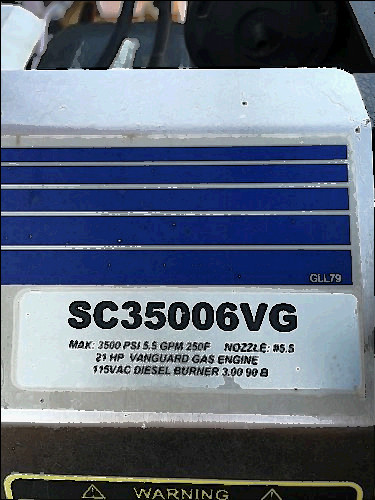 GLL79
SC35006VG
MAX: 3500 PSI 5.5 GPM 250F NOZZLE: #5.5
21 HP VANGUARD GAS ENGINE
115VAC DIESEL BURNER 3.00 90 B
WARNING